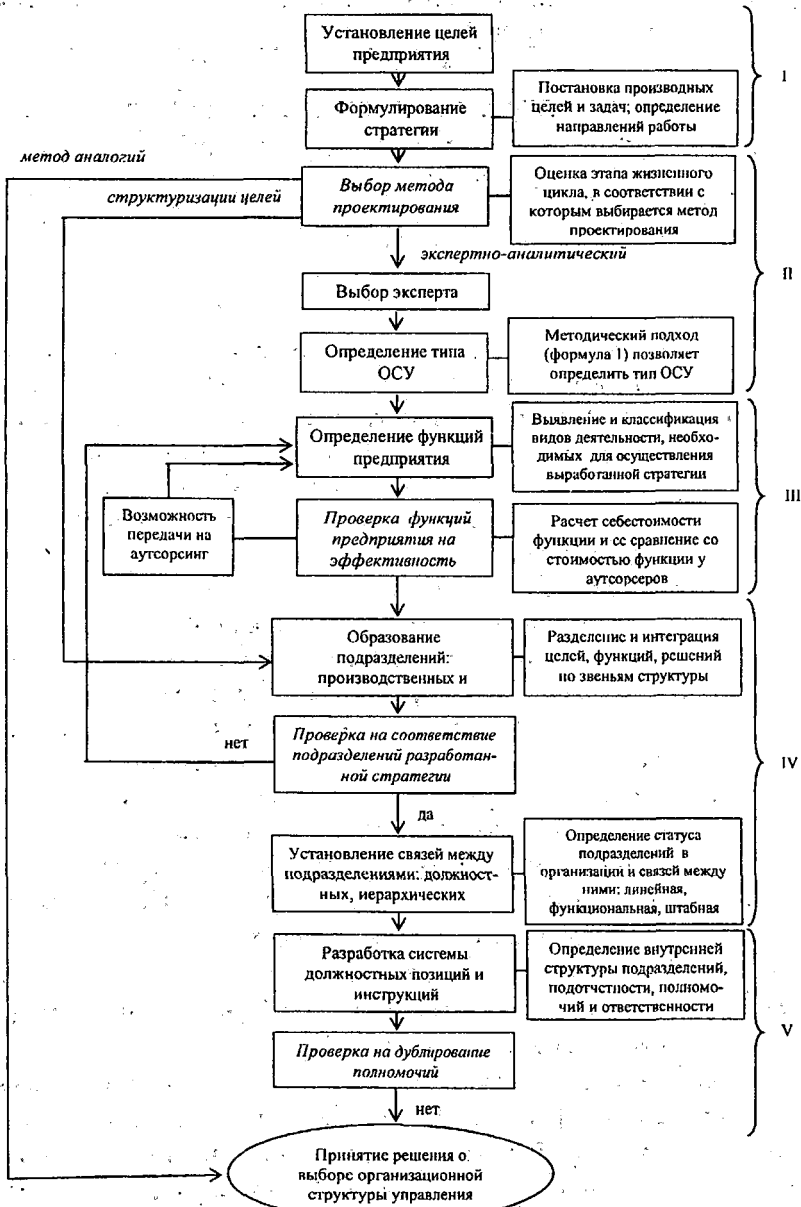 Установление целей
предприятия
I
Формулирование
стратегии
Постановка производных
целей и задач; определение
направлений работы
метод аналогий
структуризации целей
Выбор метода
проектирования
Оценка этапа жизненного
цикла, в соответствии с
которым выбирается метод
проектирования
экспертно-аналитический
II
Выбор эксперта
Определение типа
ОСУ
Методический подход
(формула 1) позволяет
определить тип ОСУ
Определение функций
предприятия
Выявление и классификация
видов деятельности, необхо-
димых для осуществления
выработанной стратегии
III
Возможность
передачи на
аутсорсинг
Проверка функций
предприятия на
эффективность
Расчет себестоимости
функции и ее сравнение со
стоимостью функции у
аутсорсеров
Образование
подразделений:
производственных и
Разделение и интеграция
целей, функций, решений
по звеньям структуры
нет
Проверка на соответствие
подразделений разработан-
ной стратегии
IV
да
Установление связей между
подразделениями: должност-
ных, иерархических
Определение статуса
подразделений в
организации и связей между
ними: линейная,
функциональная, штабная
Разработка системы
должностных позиций и
инструкций
Определение внутренней
структуры подразделений,
подотчетности, полномо-
чий и ответственности
V
Проверка на дублирование
полномочий
нет
Принятие решения о
выборе организационной
структуры управления